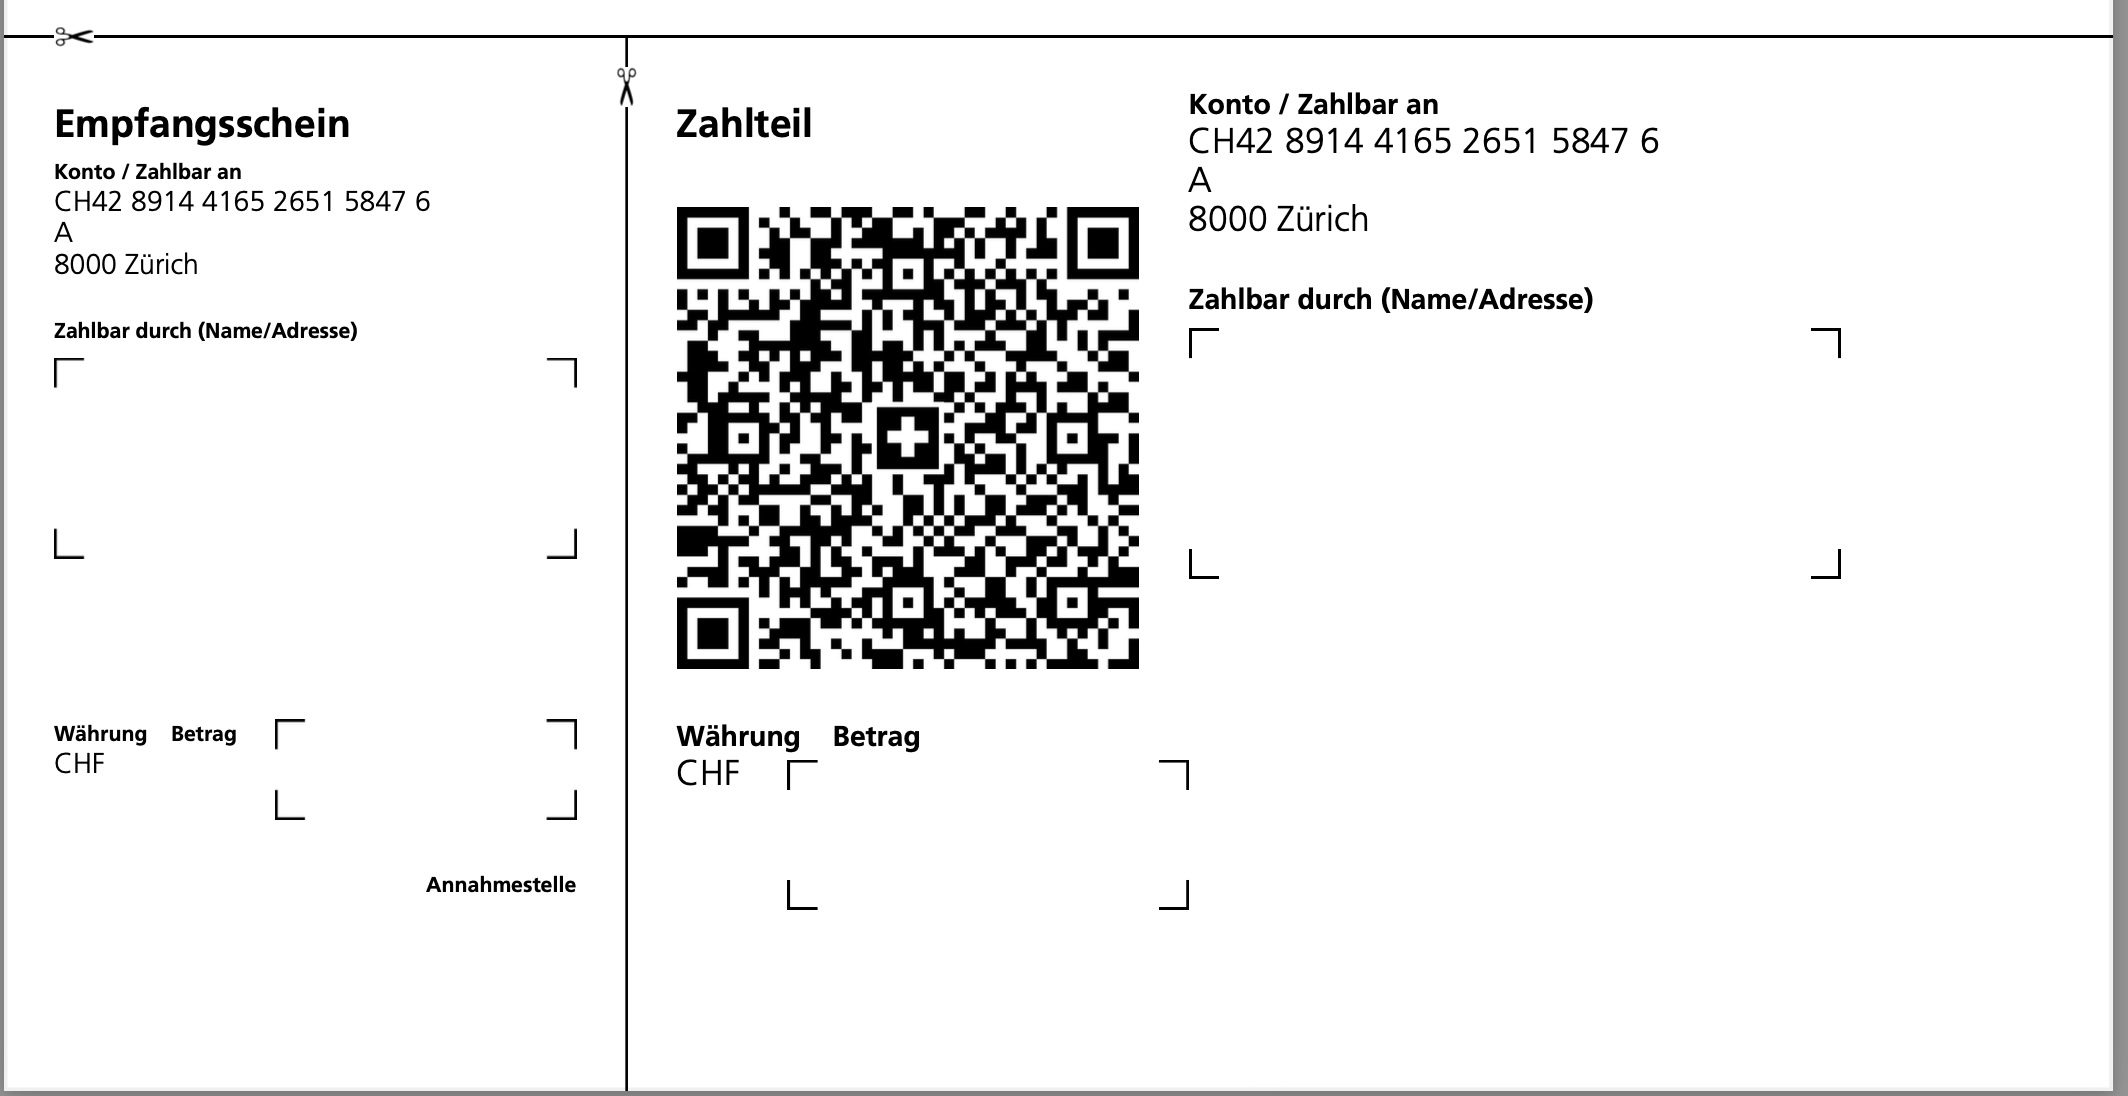 Empfangsschein
Konto / Zahlbar an
CH42 8914 4165 2651 5847 6
A
8000 Zürich
Zahlbar durch (Name/Adresse)
Währung Betrag
CHF
Annahmestelle
Zahlteil
Währung Betrag
CHF
Konto / Zahlbar an
CH42 8914 4165 2651 5847 6
A
8000 Zürich
Zahlbar durch (Name/Adresse)